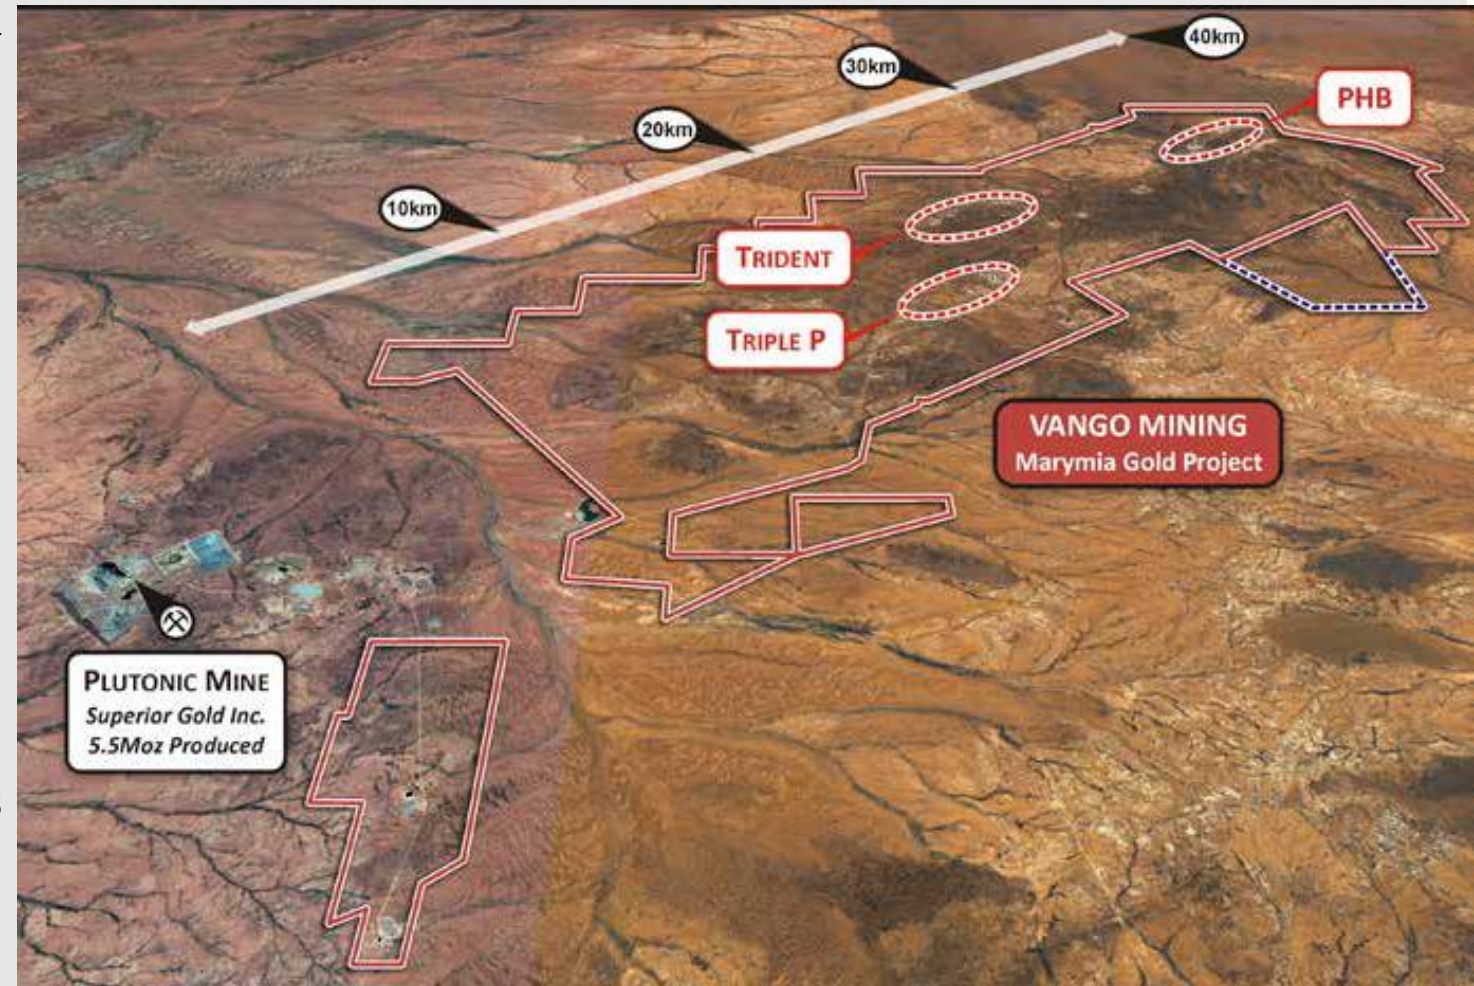 40km
30km
PHB
20km
10km
TRIDENT
TRIPLE P
VANGO MINING
Marymia Gold Project
PLUTONIC MINE
Superior Gold Inc.
5.5Moz Produced